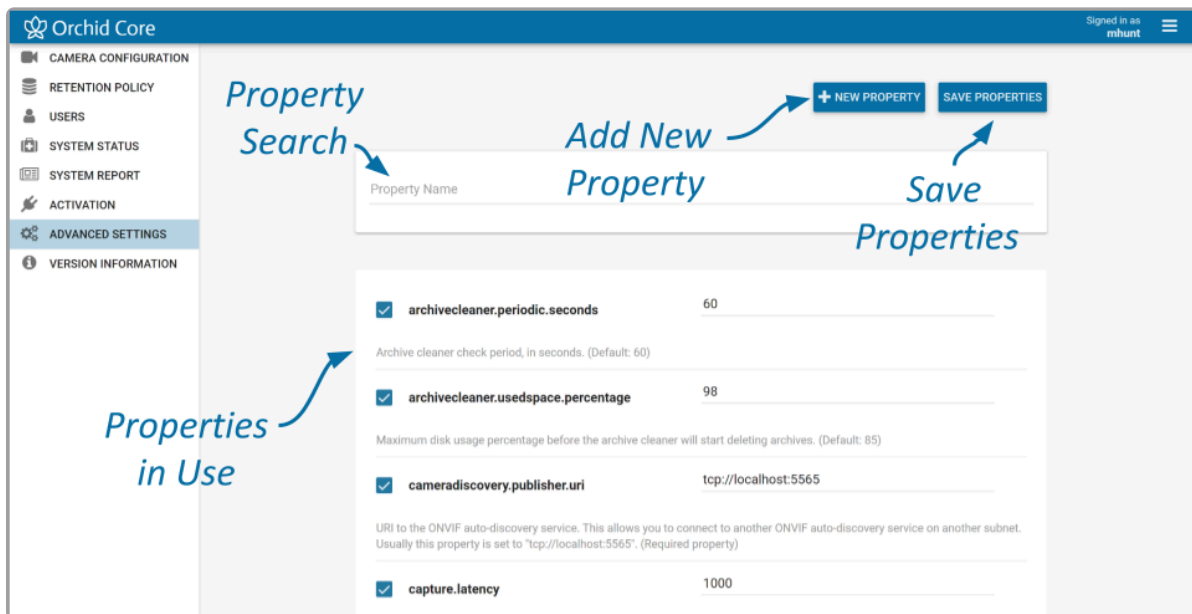 Orchid Core
Signed in as
mhunt
CAMERA CONFIGURATION
RETENTION POLICY
USERS
SYSTEM STATUS
SYSTEM REPORT
ACTIVATION
ADVANCED SETTINGS
VERSION INFORMATION
Property
Search
Add New
Property
+ NEW PROPERTY
SAVE PROPERTIES
Save
Properties
Property Name
Properties
in Use
archivecleaner.periodic.seconds 60
Archive cleaner check period, in seconds. (Default: 60)
archivecleaner.usedspace.percentage 98
Maximum disk usage percentage before the archive cleaner will start deleting archives. (Default: 85)
cameradiscovery.publisher.uri tcp://localhost:5565
URI to the ONVIF auto-discovery service. This allows you to connect to another ONVIF auto-discovery service on another subnet.
Usually this property is set to "tcp://localhost:5565". (Required property)
capture.latency 1000